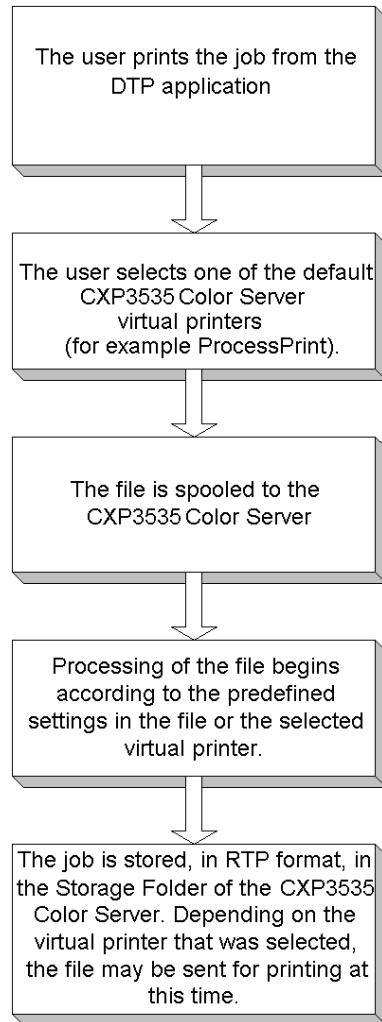 The user prints the job from the
DTP application
The user selects one of the default
CXP3535 Color Server
virtual printers
(for example ProcessPrint).
The file is spooled to the
CXP3535 Color Server
Processing of the file begins
according to the predefined
settings in the file or the selected
virtual printer.
The job is stored, in RTP format, in
the Storage Folder of the CXP3535
Color Server. Depending on the
virtual printer that was selected,
the file may be sent for printing at
this time.